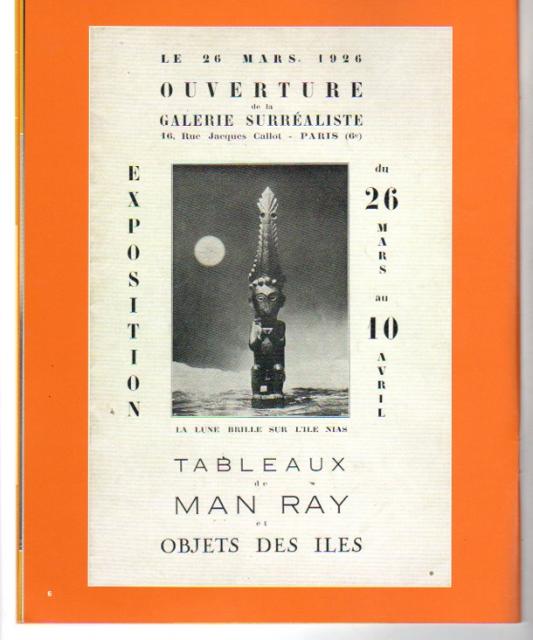 LE 26 MARS. 1926
OUVERTURE
de la
GALERIE SURRÉALISTE
16, Rue Jacques Callot - PARIS (6e)
EXPOSITION
du
26
MARS
au
10
AVRIL
LA LUNE BRILLE SUR L'ILE NIAS
TABLEAUX
de
MAN RAY
et
OBJETS DES ILES
6